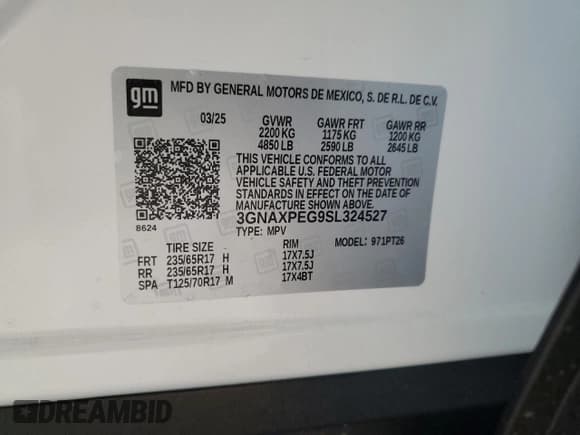 gm
MFD BY GENERAL MOTORS DE MEXICO, S. DE R.L. DE C.V.
03/25 GVWR GAWR FRT GAWR RR
2200 KG 1175 KG 1200 KG
4850 LB 2590 LB 2645 LB
THIS VEHICLE CONFORMS TO ALL
APPLICABLE U.S. FEDERAL MOTOR
VEHICLE SAFETY AND THEFT PREVENTION
STANDARDS IN EFFECT ON THE DATE OF
MANUFACTURE SHOWN ABOVE.
3GNAXPEG9SL324527
8624
TYPE: MPV
TIRE SIZE RIM MODEL: 971PT26
FRT 235/65R17 H 17X7.5J
RR 235/65R17 H 17X7.5J
SPA T125/70R17 M 17X4BT
DREAMBID